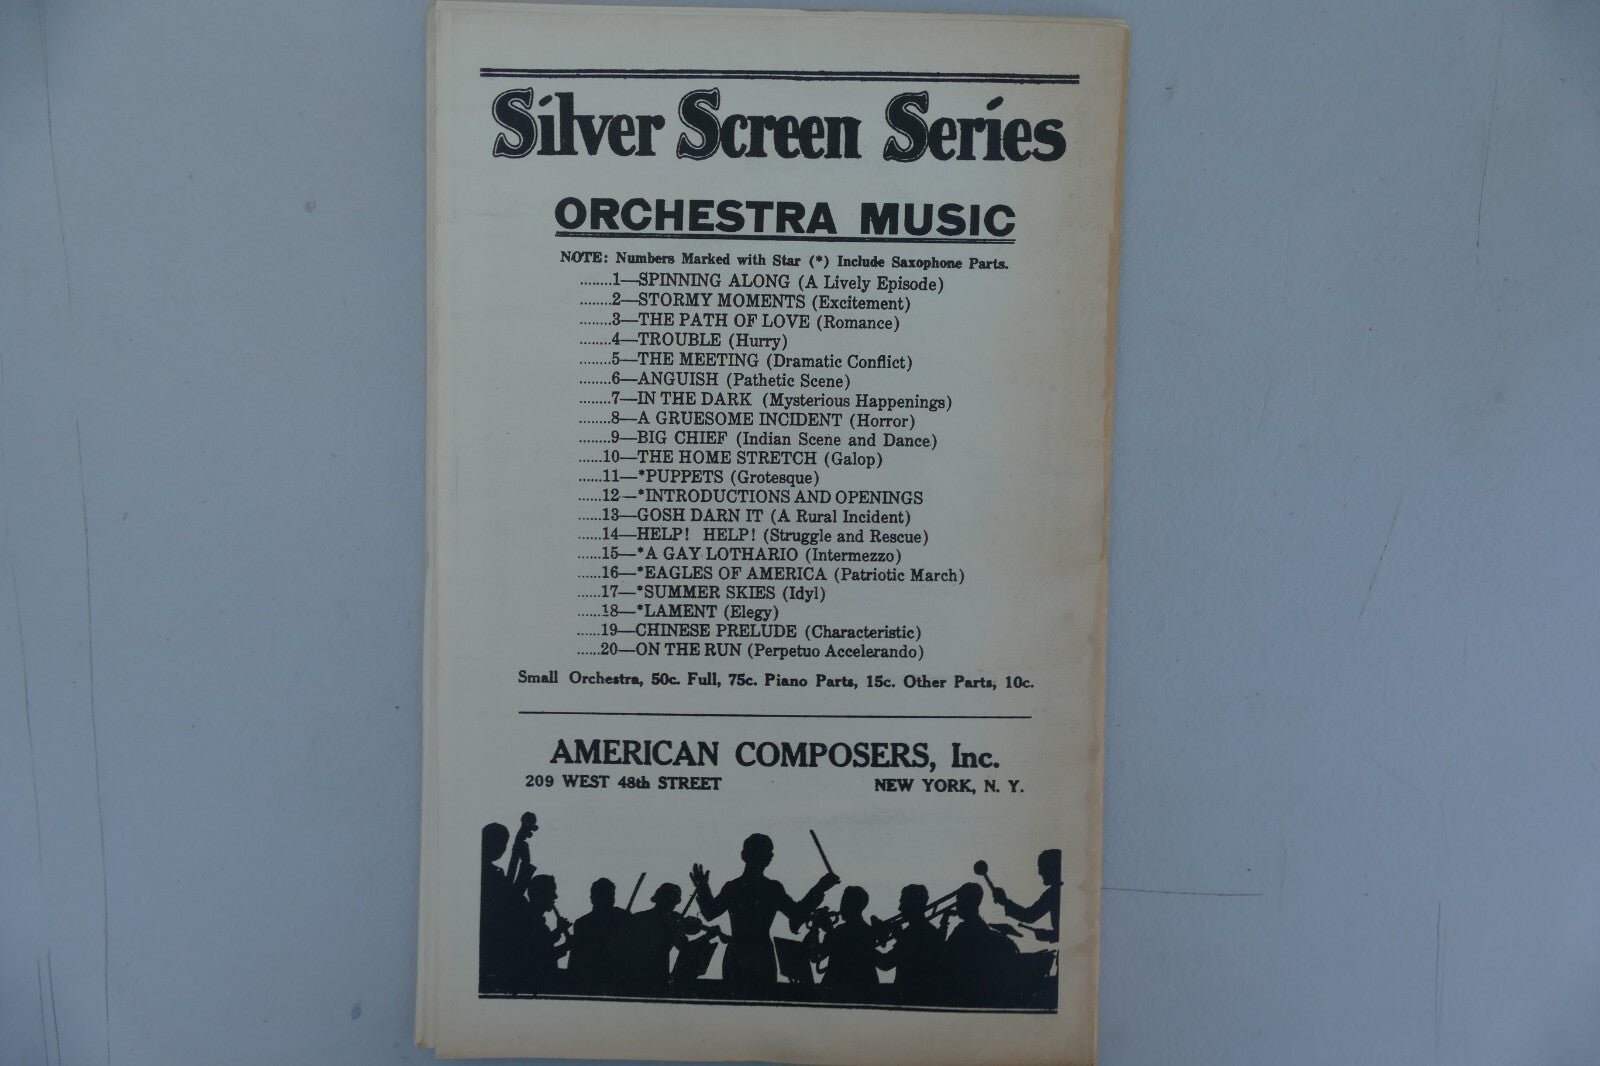 Silver Screen Series
ORCHESTRA MUSIC
NOTE: Numbers Marked with Star (*) Include Saxophone Parts.
........1—SPINNING ALONG (A Lively Episode)
........2—STORMY MOMENTS (Excitement)
........3—THE PATH OF LOVE (Romance)
........4—TROUBLE (Hurry)
........5—THE MEETING (Dramatic Conflict)
........6—ANGUISH (Pathetic Scene)
........7—IN THE DARK (Mysterious Happenings)
........8—A GRUESOME INCIDENT (Horror)
........9—BIG CHIEF (Indian Scene and Dance)
......10—THE HOME STRETCH (Galop)
......11—*PUPPETS (Grotesque)
......12—*INTRODUCTIONS AND OPENINGS
......13—GOSH DARN IT (A Rural Incident)
......14—HELP! HELP! (Struggle and Rescue)
......15—*A GAY LOTHARIO (Intermezzo)
......16—*EAGLES OF AMERICA (Patriotic March)
......17—*SUMMER SKIES (Idyl)
......18—*LAMENT (Elegy)
......19—CHINESE PRELUDE (Characteristic)
......20—ON THE RUN (Perpetuo Accelerando)
Small Orchestra, 50c. Full, 75c. Piano Parts, 15c. Other Parts, 10c.
AMERICAN COMPOSERS, Inc.
209 WEST 48th STREET NEW YORK, N. Y.